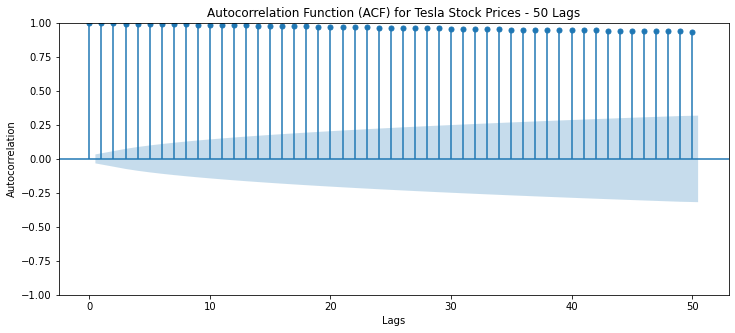 Autocorrelation Function (ACF) for Tesla Stock Prices - 50 Lags
1.00
0.75
0.50
0.25
0.00
−0.25
−0.50
−0.75
−1.00
Autocorrelation
0 10 20 30 40 50
Lags